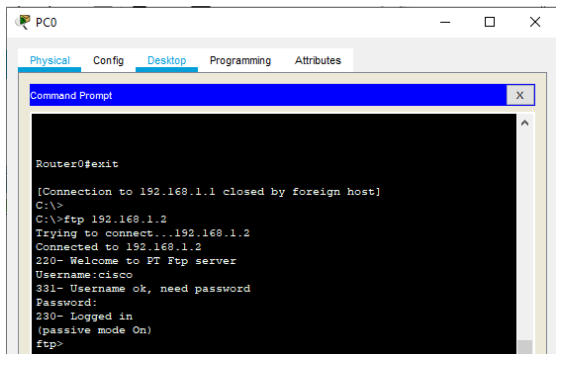 PC0
Physical Config Desktop Programming Attributes
Command Prompt
X
Router0#exit
[Connection to 192.168.1.1 closed by foreign host]
C:\>
C:\>ftp 192.168.1.2
Trying to connect...192.168.1.2
Connected to 192.168.1.2
220- Welcome to PT Ftp server
Username:cisco
331- Username ok, need password
Password:
230- Logged in
(passive mode On)
ftp>